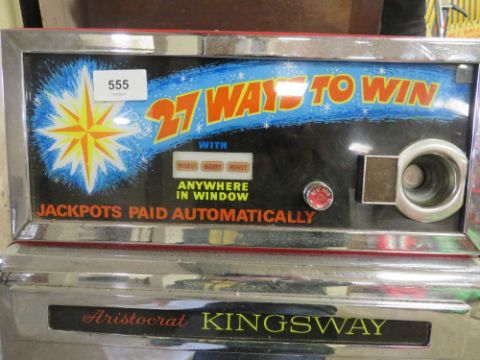 555
27 WAYS TO WIN
WITH
ANYWHERE
IN WINDOW
JACKPOTS PAID AUTOMATICALLY
Aristocrat KINGSWAY